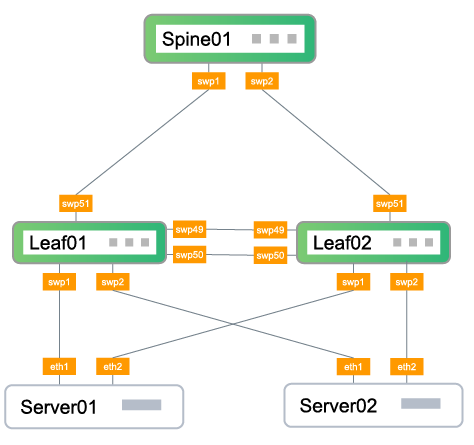 Spine01
swp1 swp2
swp51 swp51
Leaf01 swp49 swp49 Leaf02
swp50 swp50
swp1 swp2 swp1 swp2
eth1 eth2 eth1 eth2
Server01 Server02